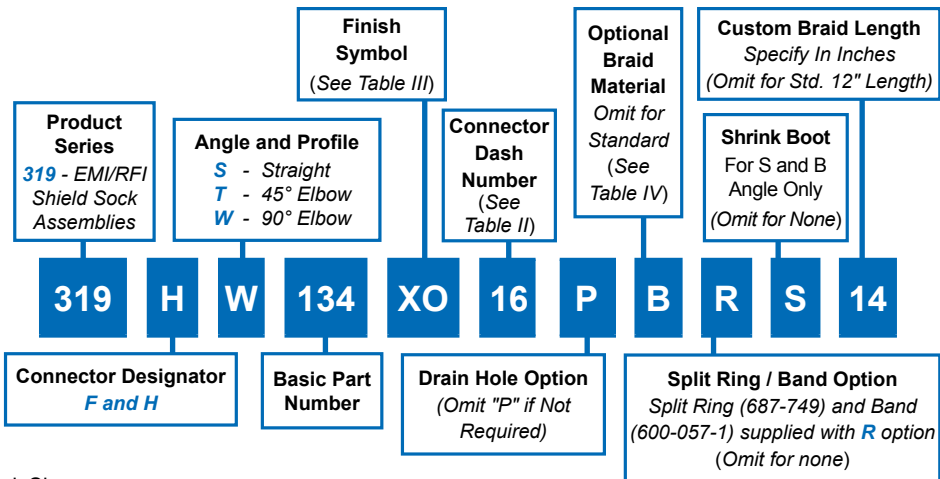 Finish
Symbol
(See Table III)
Optional
Braid
Material
Omit for
Standard
(See
Table IV)
Custom Braid Length
Specify In Inches
(Omit for Std. 12" Length)
Product
Series
319 - EMI/RFI
Shield Sock
Assemblies
Angle and Profile
S - Straight
T - 45° Elbow
W - 90° Elbow
Connector
Dash
Number
(See
Table II)
Shrink Boot
For S and B
Angle Only
(Omit for None)
319 H W 134 XO 16 P B R S 14
Connector Designator
F and H
Basic Part
Number
Drain Hole Option
(Omit "P" if Not
Required)
Split Ring / Band Option
Split Ring (687-749) and Band
(600-057-1) supplied with R option
(Omit for none)